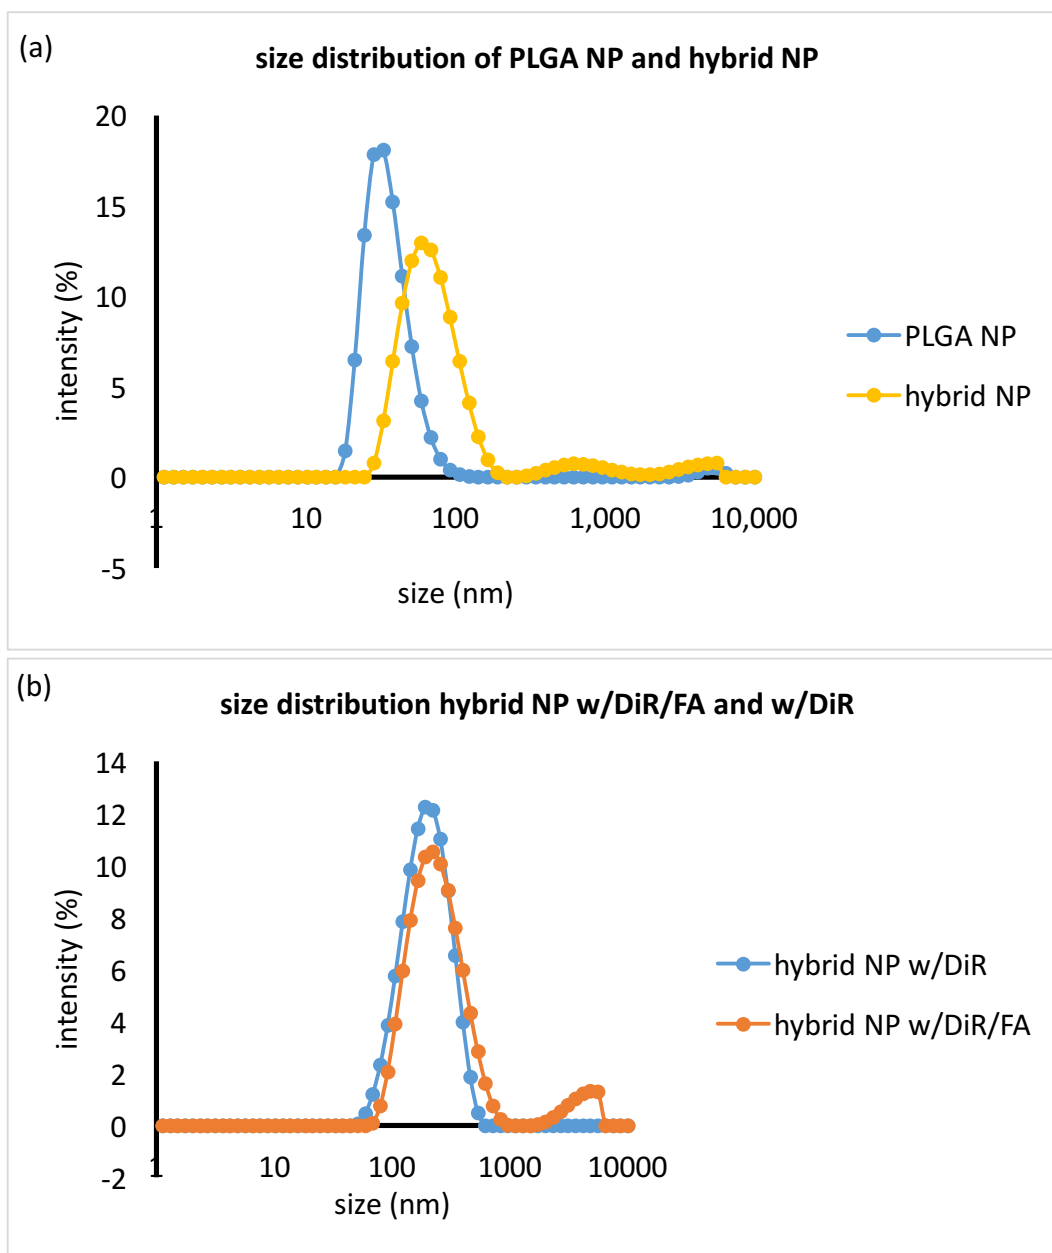 (a)
size distribution of PLGA NP and hybrid NP
20
15
10
5
0
-5
intensity (%)
1
10
100
1,000
10,000
size (nm)
PLGA NP
hybrid NP
(b)
size distribution hybrid NP w/DiR/FA and w/DiR
14
12
10
8
6
4
2
0
-2
intensity (%)
1
10
100
1000
10000
size (nm)
hybrid NP w/DiR
hybrid NP w/DiR/FA